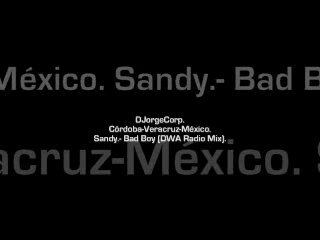 México. Sandy.- Bad B
DJorgeCorp.
Córdoba-Veracruz-México.
Sandy.- Bad Boy (DWA Radio Mix).
acruz-México. S